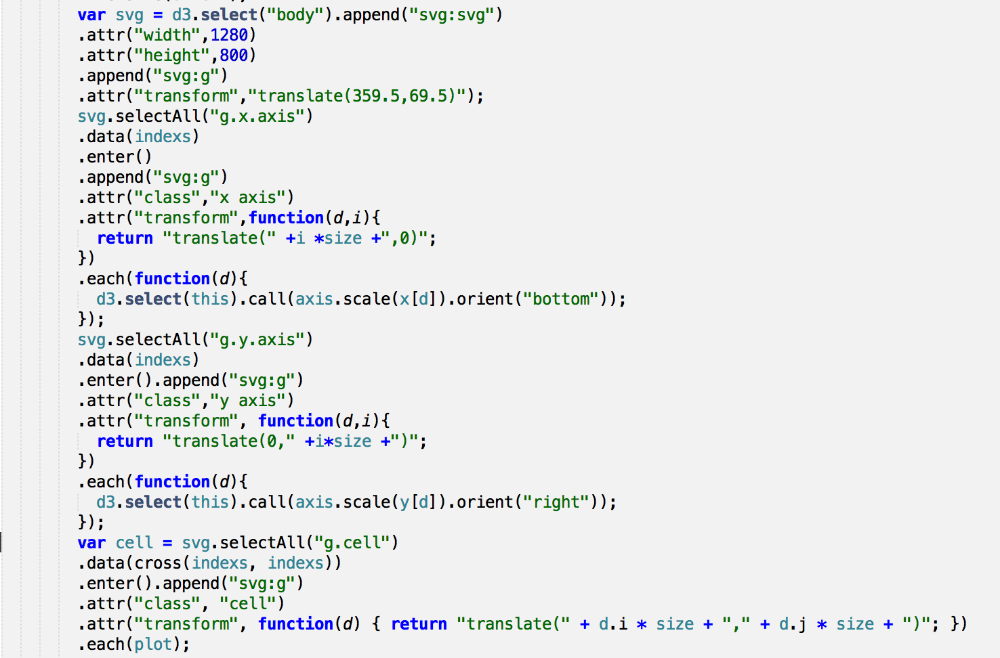 var svg = d3.select("body").append("svg:svg")
.attr("width",1280)
.attr("height",800)
.append("svg:g")
.attr("transform","translate(359.5,69.5)");
svg.selectAll("g.x.axis")
.data(indexs)
.enter()
.append("svg:g")
.attr("class","x axis")
.attr("transform",function(d,i){
  return "translate(" +i *size +",0)";
})
.each(function(d){
  d3.select(this).call(axis.scale(x[d]).orient("bottom"));
});
svg.selectAll("g.y.axis")
.data(indexs)
.enter().append("svg:g")
.attr("class","y axis")
.attr("transform", function(d,i){
  return "translate(0," +i*size +")";
})
.each(function(d){
  d3.select(this).call(axis.scale(y[d]).orient("right"));
});
var cell = svg.selectAll("g.cell")
.data(cross(indexs, indexs))
.enter().append("svg:g")
.attr("class", "cell")
.attr("transform", function(d) { return "translate(" + d.i * size + "," + d.j * size + ")"; })
.each(plot);